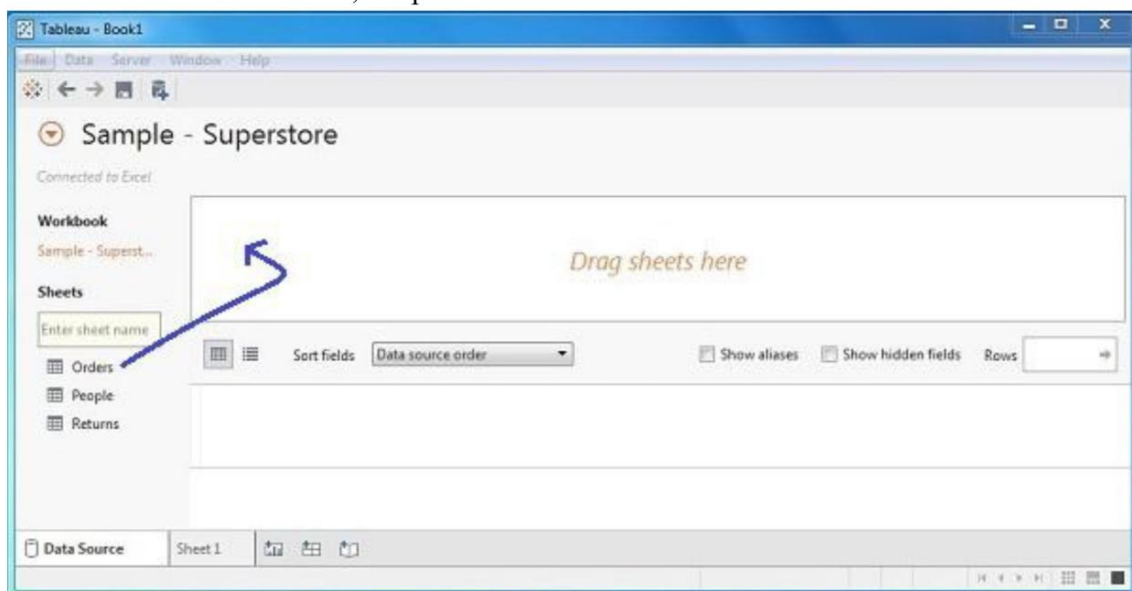 Tableau - Book1
File Data Server Window Help
Sample - Superstore
Connected to Excel
Workbook
Sample - Superst...
Drag sheets here
Sheets
Enter sheet name
Sort fields Data source order Show aliases Show hidden fields Rows
Orders
People
Returns
Data Source Sheet 1